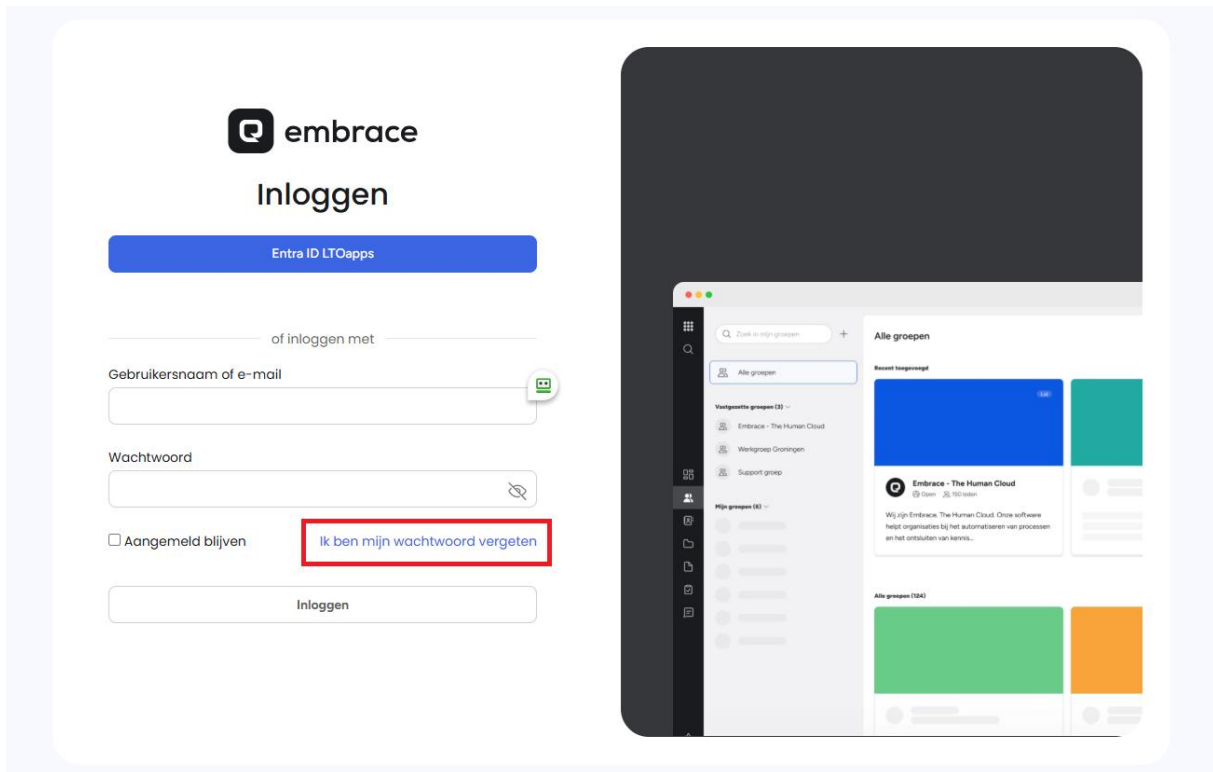 embrace
Inloggen
Entra ID LTOapps
of inloggen met
Gebruikersnaam of e-mail
Wachtwoord
Aangemeld blijven
Ik ben mijn wachtwoord vergeten
Inloggen
Zoek in mijn groepen
Alle groepen
Vastgezette groepen (3)
Embrace - The Human Cloud
Werkgroep Groningen
Support groep
Mijn groepen (6)
Alle groepen
Recent toegevoegd
Lid
Embrace - The Human Cloud
Open 190 leden
Wij zijn Embrace. The Human Cloud. Onze software
helpt organisaties bij het automatiseren van processen
en het ontsluiten van kennis...
Alle groepen (124)